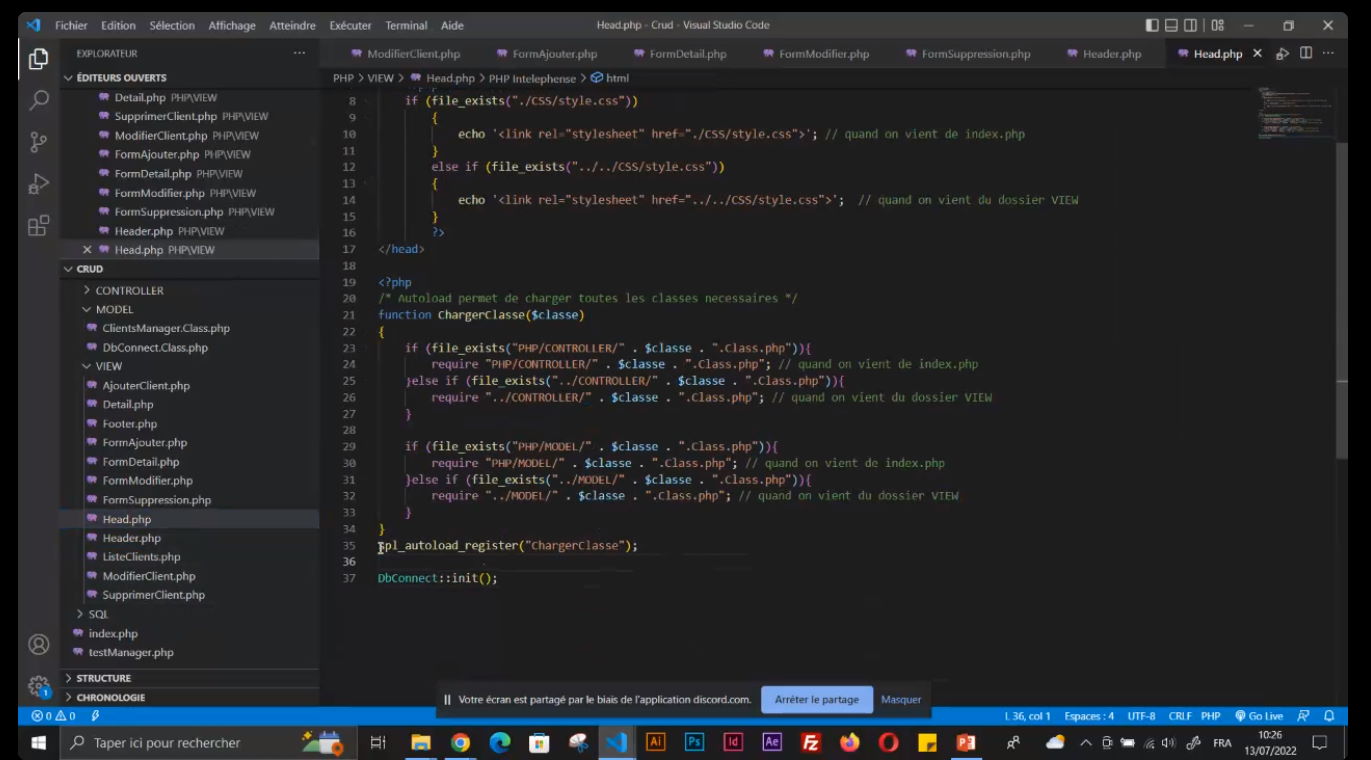 Fichier Edition Sélection Affichage Atteindre Exécuter Terminal Aide
Head.php - Crud - Visual Studio Code
EXPLORATEUR
ModifierClient.php FormAjouter.php FormDetail.php FormModifier.php FormSuppression.php Header.php Head.php
ÉDITEURS OUVERTS
PHP > VIEW > Head.php > PHP Intelephense > html
Detail.php PHP\VIEW
SupprimerClient.php PHP\VIEW
ModifierClient.php PHP\VIEW
FormAjouter.php PHP\VIEW
FormDetail.php PHP\VIEW
FormModifier.php PHP\VIEW
FormSuppression.php PHP\VIEW
Header.php PHP\VIEW
Head.php PHP\VIEW
CRUD
CONTROLLER
MODEL
ClientsManager.Class.php
DbConnect.Class.php
VIEW
AjouterClient.php
Detail.php
Footer.php
FormAjouter.php
FormDetail.php
FormModifier.php
FormSuppression.php
Head.php
Header.php
ListeClients.php
ModifierClient.php
SupprimerClient.php
SQL
index.php
testManager.php
STRUCTURE
CHRONOLOGIE
8 if (file_exists("./CSS/style.css"))
9 {
10 echo '<link rel="stylesheet" href="./CSS/style.css">'; // quand on vient de index.php
11 }
12 else if (file_exists("../../CSS/style.css"))
13 {
14 echo '<link rel="stylesheet" href="../../CSS/style.css">'; // quand on vient du dossier VIEW
15 }
16 ?>
17 </head>
18
19 <?php
20 /* Autoload permet de charger toutes les classes necessaires */
21 function ChargerClasse($classe)
22 {
23 if (file_exists("PHP/CONTROLLER/" . $classe . ".Class.php")){
24 require "PHP/CONTROLLER/" . $classe . ".Class.php"; // quand on vient de index.php
25 }else if (file_exists("../CONTROLLER/" . $classe . ".Class.php")){
26 require "../CONTROLLER/" . $classe . ".Class.php"; // quand on vient du dossier VIEW
27 }
28
29 if (file_exists("PHP/MODEL/" . $classe . ".Class.php")){
30 require "PHP/MODEL/" . $classe . ".Class.php"; // quand on vient de index.php
31 }else if (file_exists("../MODEL/" . $classe . ".Class.php")){
32 require "../MODEL/" . $classe . ".Class.php"; // quand on vient du dossier VIEW
33 }
34 }
35 spl_autoload_register("ChargerClasse");
36
37 DbConnect::init();
Votre écran est partagé par le biais de l'application discord.com. Arrêter le partage Masquer
0 0 L 36, col 1 Espaces : 4 UTF-8 CRLF PHP Go Live
Taper ici pour rechercher
Ai Ps Id Ae FRA 10:26
13/07/2022